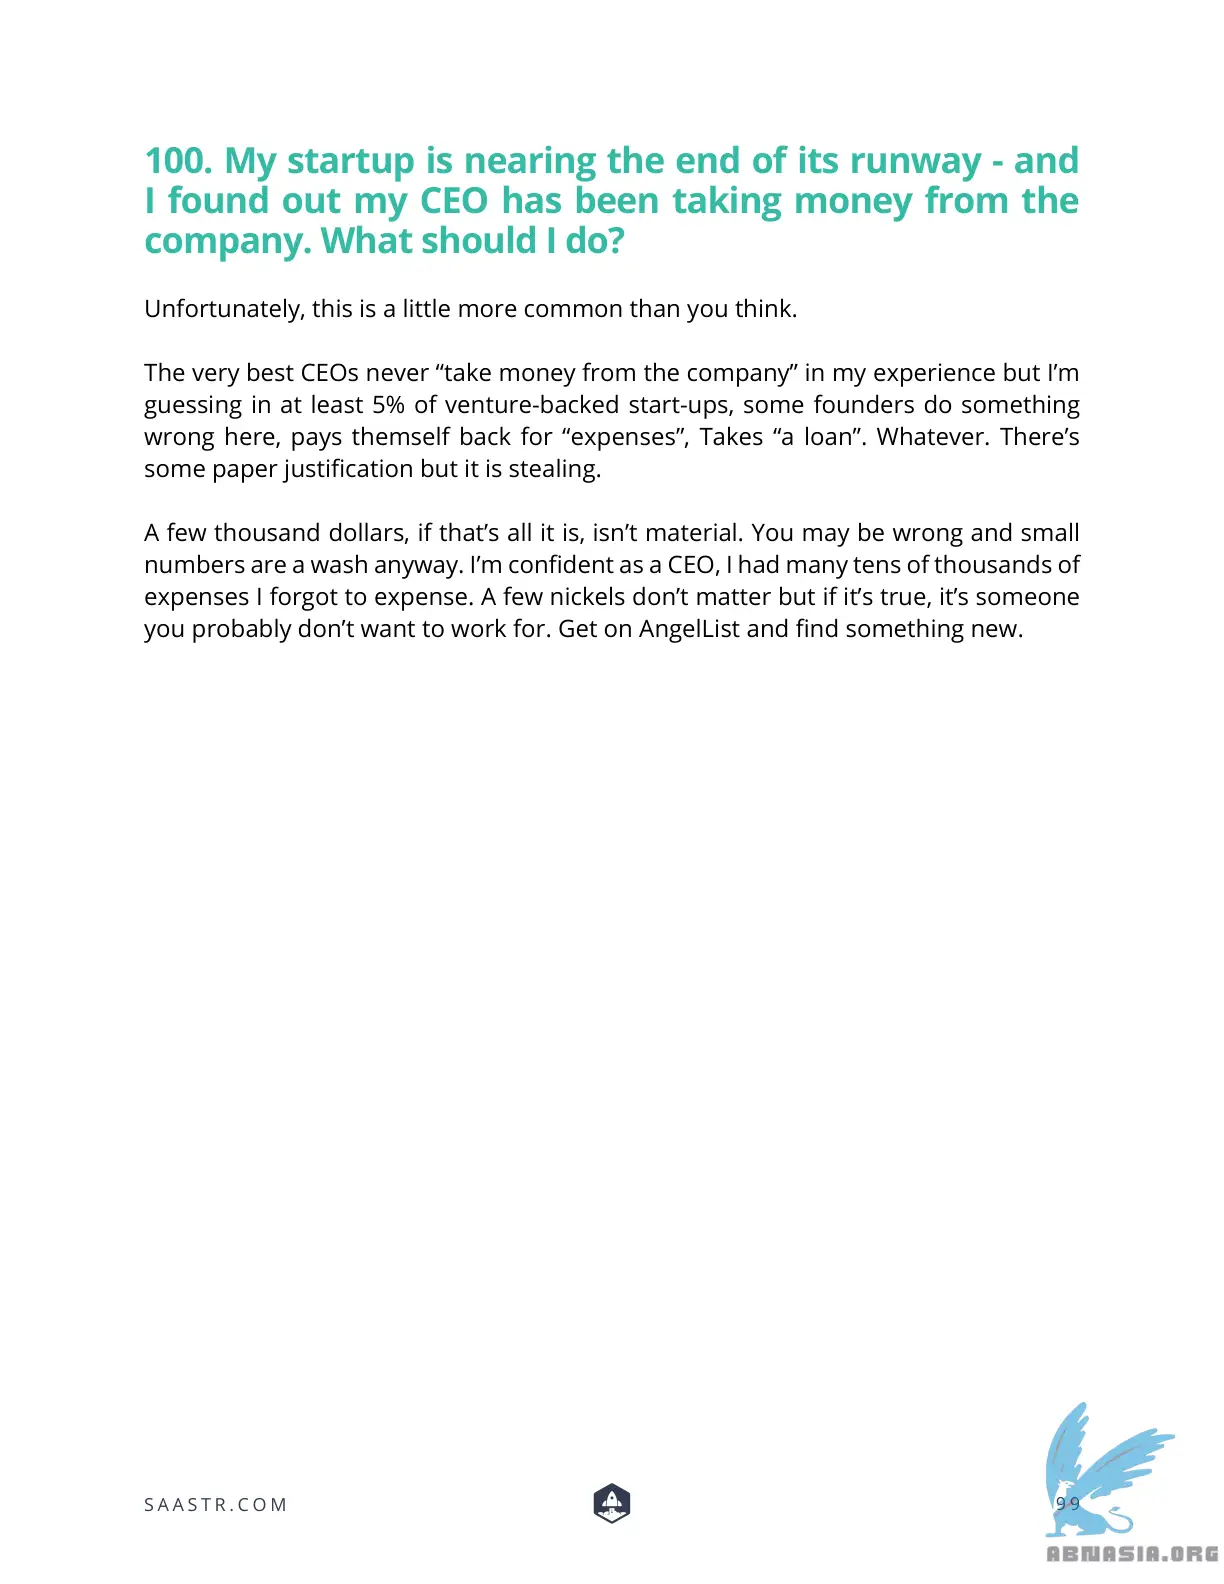 100. My startup is nearing the end of its runway - and
I found out my CEO has been taking money from the
company. What should I do?
Unfortunately, this is a little more common than you think.
The very best CEOs never “take money from the company” in my experience but I’m
guessing in at least 5% of venture-backed start-ups, some founders do something
wrong here, pays themself back for “expenses”, Takes “a loan”. Whatever. There’s
some paper justification but it is stealing.
A few thousand dollars, if that’s all it is, isn’t material. You may be wrong and small
numbers are a wash anyway. I’m confident as a CEO, I had many tens of thousands of
expenses I forgot to expense. A few nickels don’t matter but if it’s true, it’s someone
you probably don’t want to work for. Get on AngelList and find something new.
SAASTR.COM
99
ABNASIA.ORG